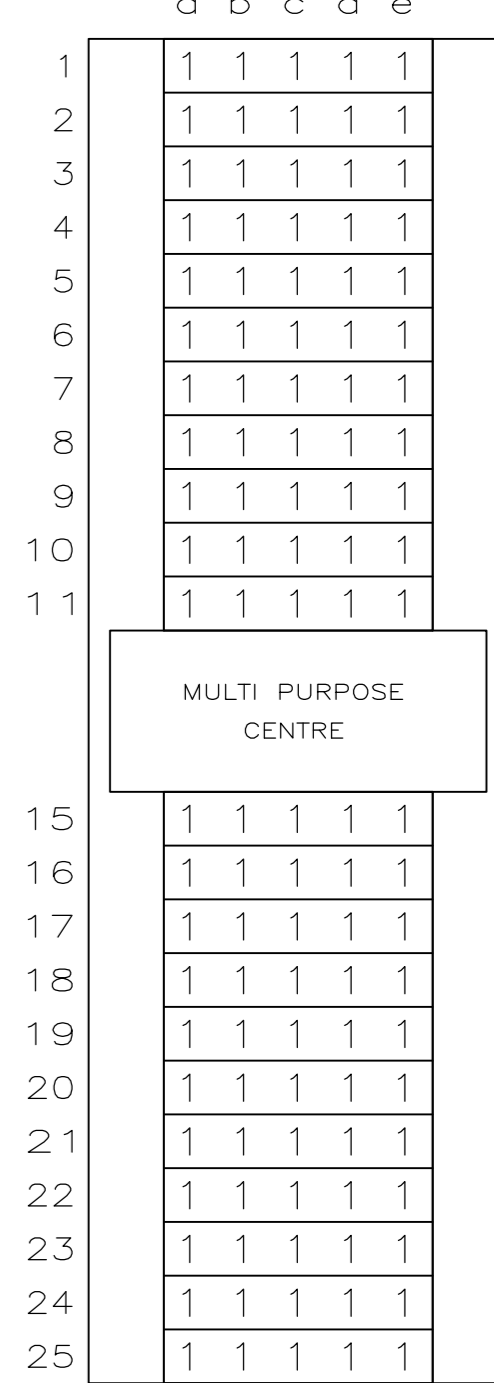 a b c d e
1 1 1 1 1 1
2 1 1 1 1 1
3 1 1 1 1 1
4 1 1 1 1 1
5 1 1 1 1 1
6 1 1 1 1 1
7 1 1 1 1 1
8 1 1 1 1 1
9 1 1 1 1 1
10 1 1 1 1 1
11 1 1 1 1 1
MULTI PURPOSE
CENTRE
15 1 1 1 1 1
16 1 1 1 1 1
17 1 1 1 1 1
18 1 1 1 1 1
19 1 1 1 1 1
20 1 1 1 1 1
21 1 1 1 1 1
22 1 1 1 1 1
23 1 1 1 1 1
24 1 1 1 1 1
25 1 1 1 1 1